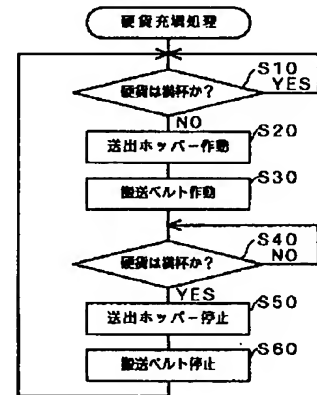 硬貨充填処理
硬貨は満杯か？
S10
YES
NO
送出ホッパー作動
S20
搬送ベルト作動
S30
硬貨は満杯か？
S40
NO
YES
送出ホッパー停止
S50
搬送ベルト停止
S60